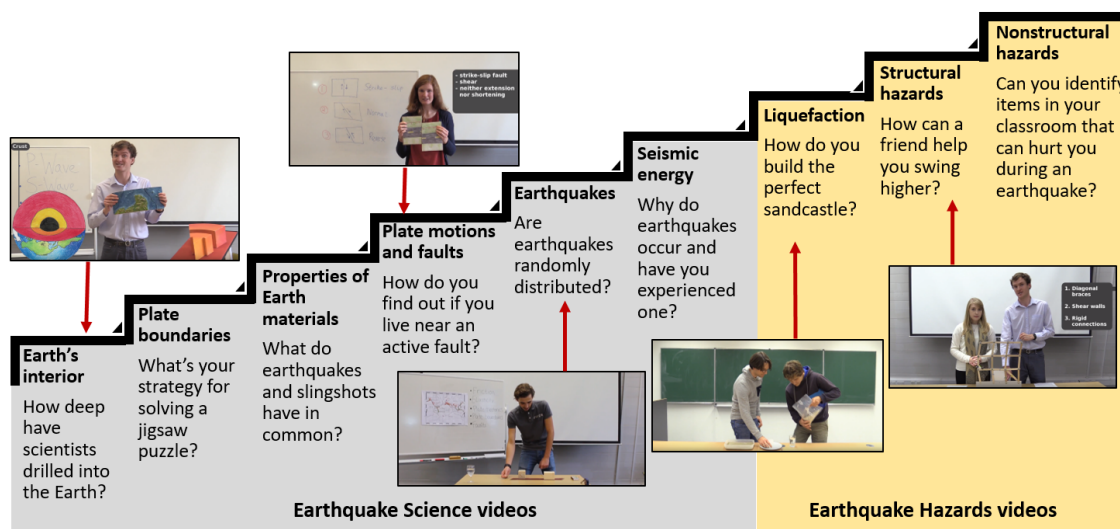 Earth's
interior
How deep
have
scientists
drilled into
the Earth?
Plate
boundaries
What's your
strategy for
solving a
jigsaw
puzzle?
Properties of
Earth
materials
What do
earthquakes
and slingshots
have in
common?
Plate motions
and faults
How do you
find out if you
live near an
active fault?
Earthquakes
Are
earthquakes
randomly
distributed?
Seismic
energy
Why do
earthquakes
occur and
have you
experienced
one?
Liquefaction
How do you
build the
perfect
sandcastle?
Structural
hazards
How can a
friend help
you swing
higher?
Nonstructural
hazards
Can you identify
items in your
classroom that
can hurt you
during an
earthquake?
Crust
P-Wave
- strike-slip fault
- shear
- neither extension
nor shortening
1. Diagonal
braces
2. Shear walls
3. Rigid
connections
Earthquake Science videos
Earthquake Hazards videos